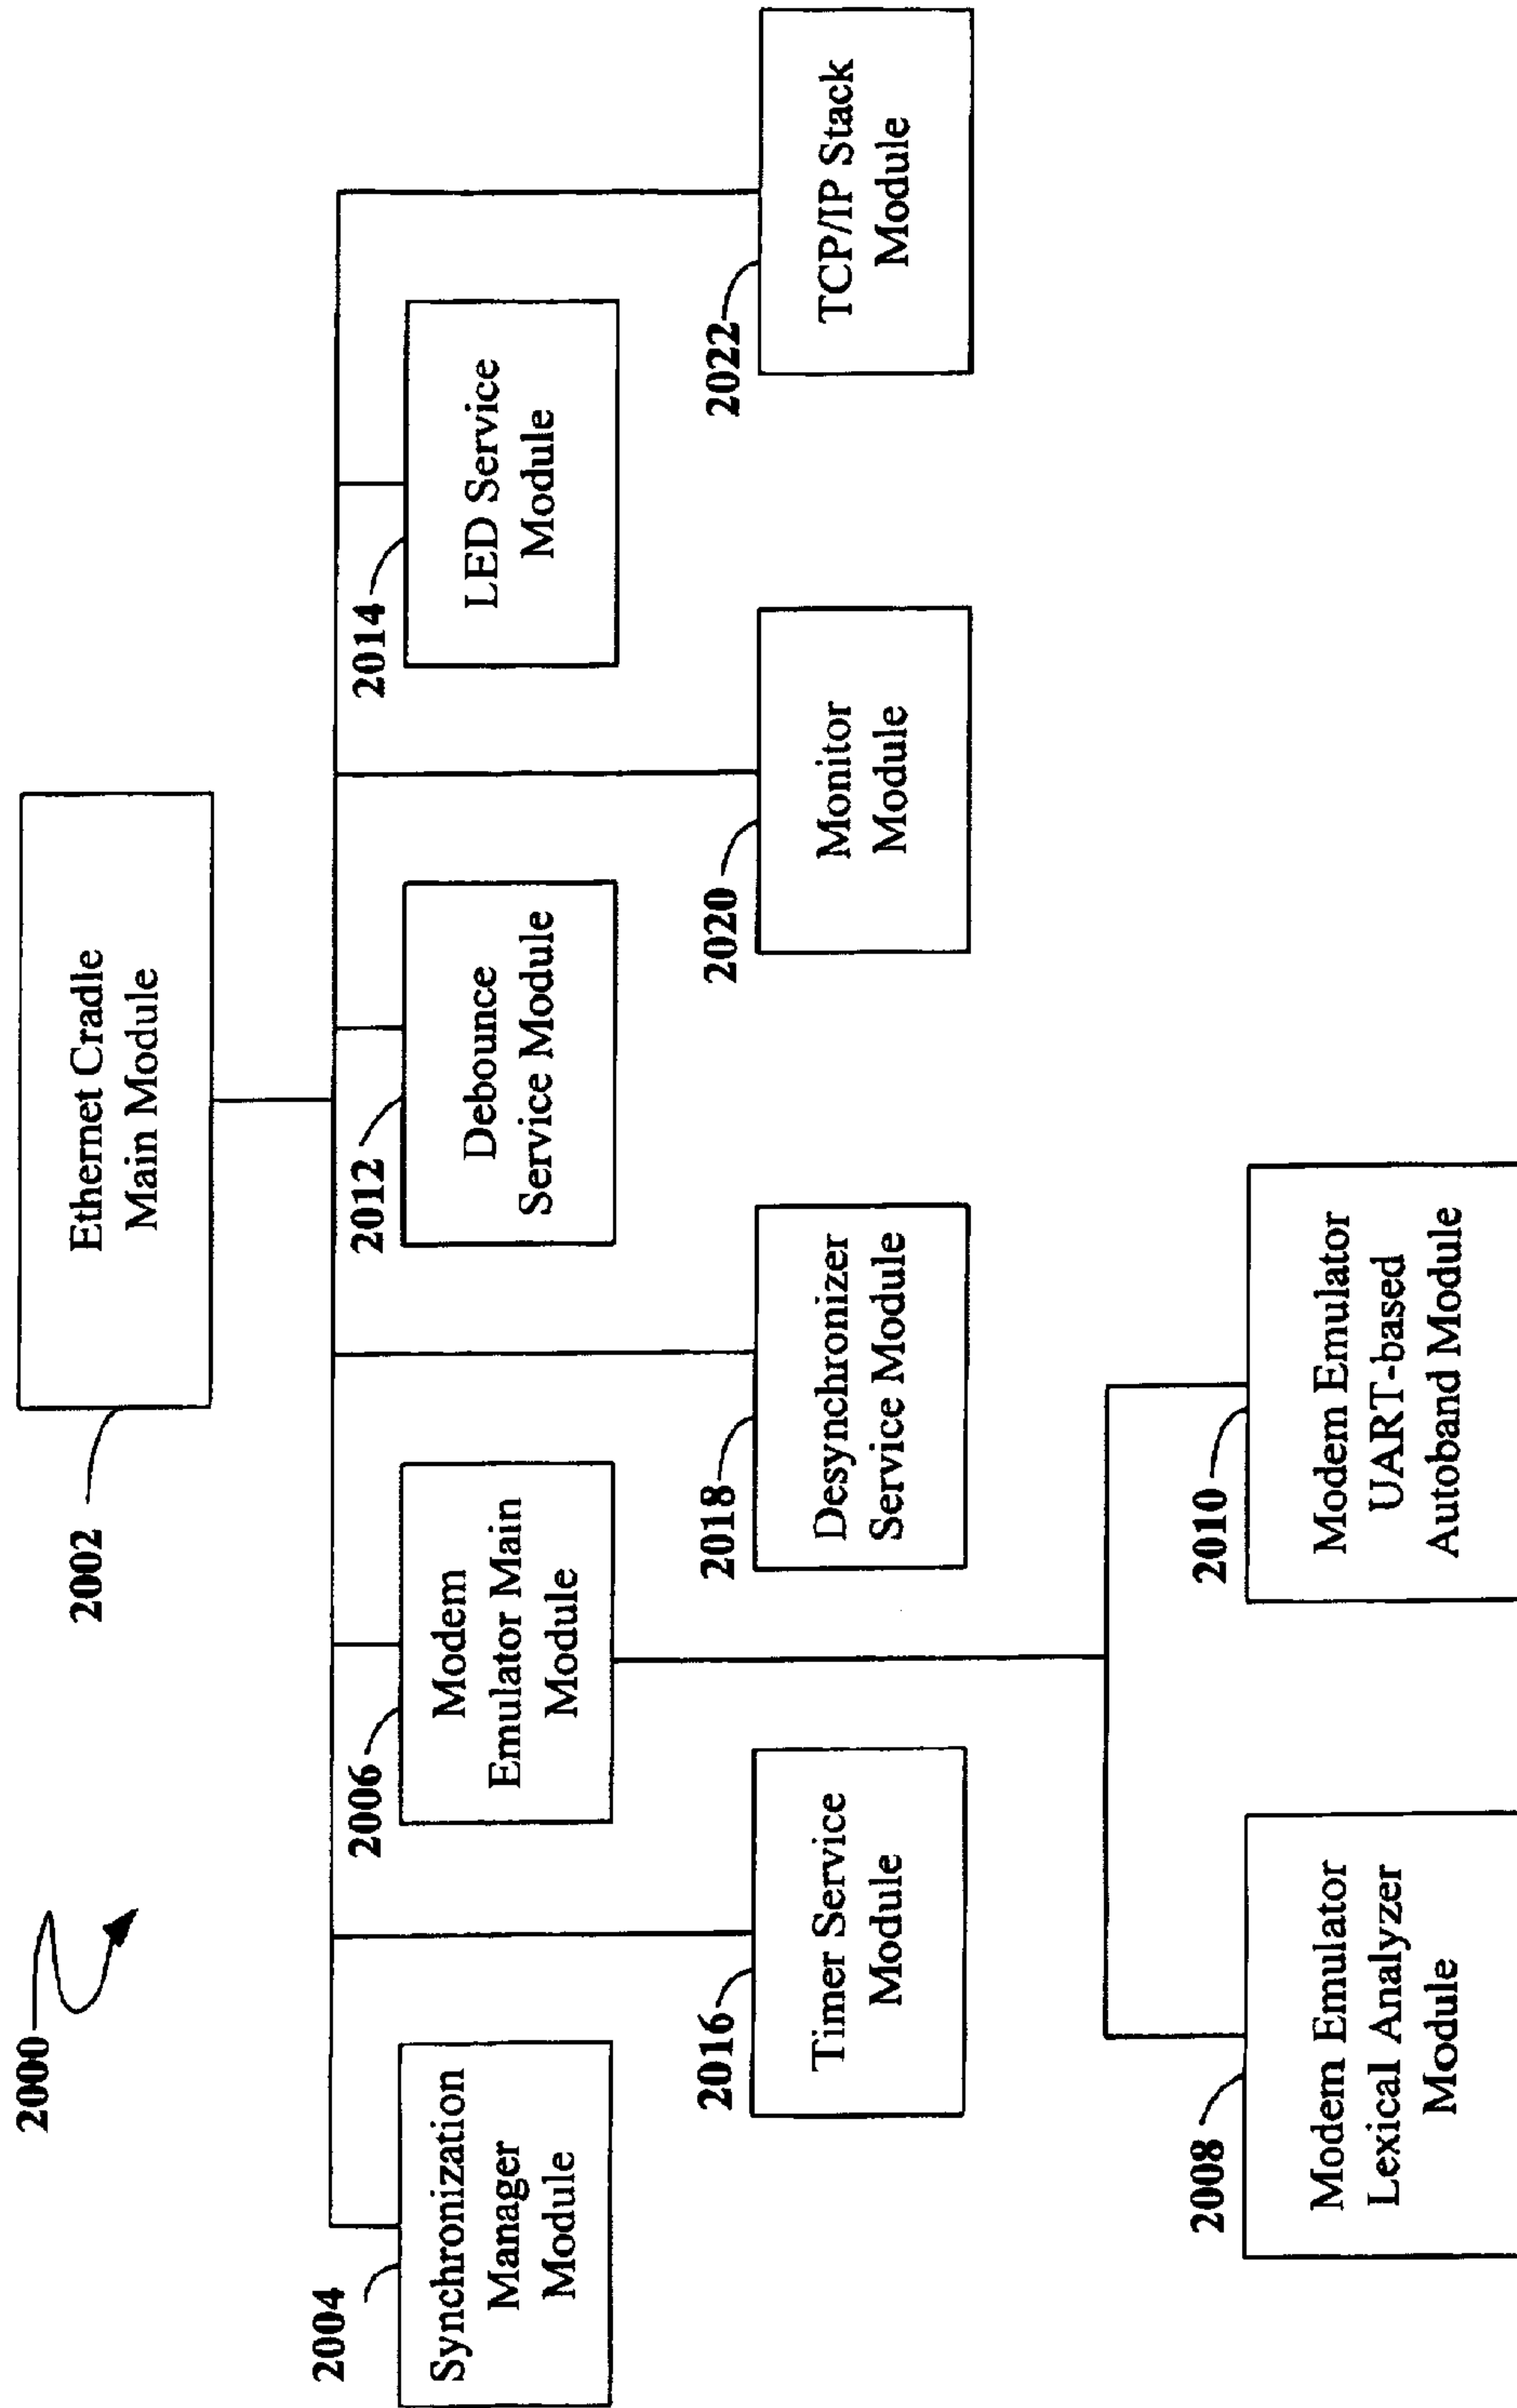 2000
Ethernet Cradle
Main Module
2002
Synchronization
Manager
Module
2004
Modem
Emulator Main
Module
2006
Debounce
Service Module
2012
LED Service
Module
2014
Timer Service
Module
2016
Desychronizer
Service Module
2018
Monitor
Module
2020
TCP/IP Stack
Module
2022
Modem Emulator
Lexical Analyzer
Module
2008
Modem Emulator
UART-based
Autoband Module
2010